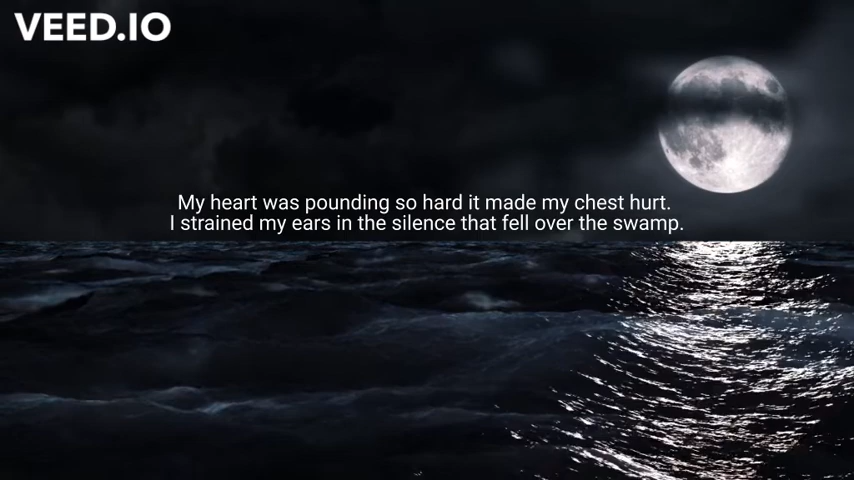 VEED.IO
My heart was pounding so hard it made my chest hurt.
I strained my ears in the silence that fell over the swamp.